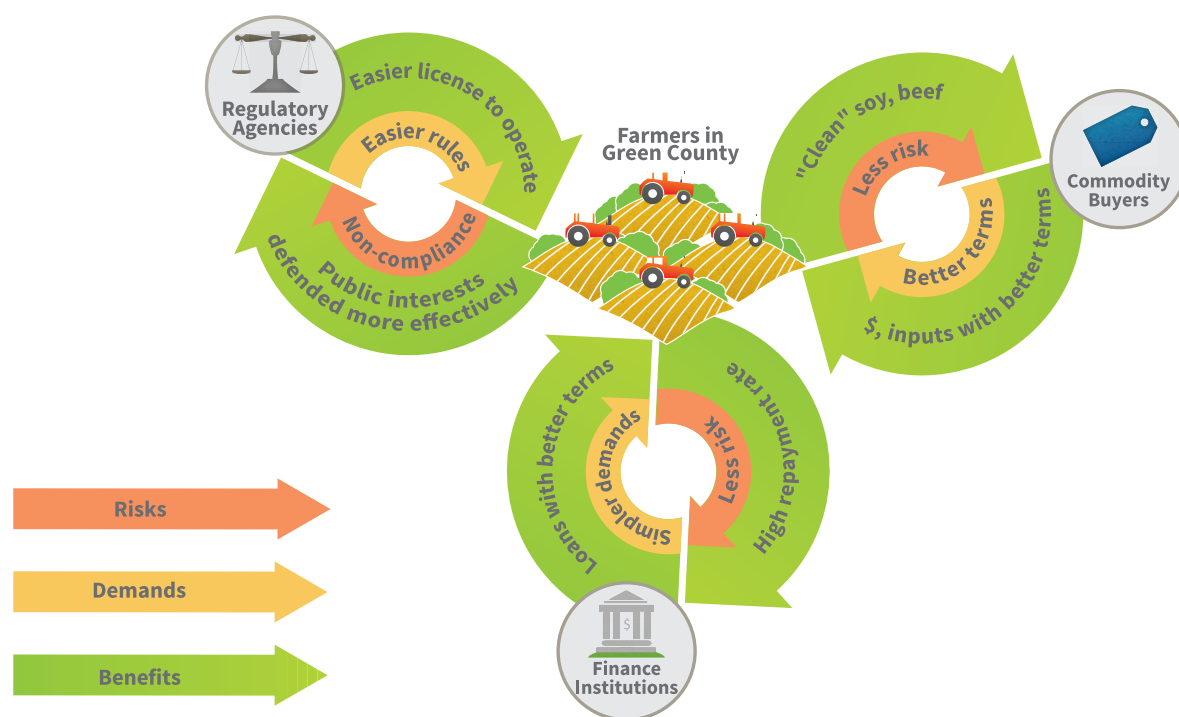 Regulatory
Agencies
Easier license to operate
Easier rules
Non-compliance
Public interests
defended more effectively
Farmers in
Green County
"Clean" soy, beef
Less risk
Better terms
$, inputs with better terms
Commodity
Buyers
Loans with better terms
Simpler demands
Less risk
High repayment rate
$
Finance
Institutions
Risks
Demands
Benefits